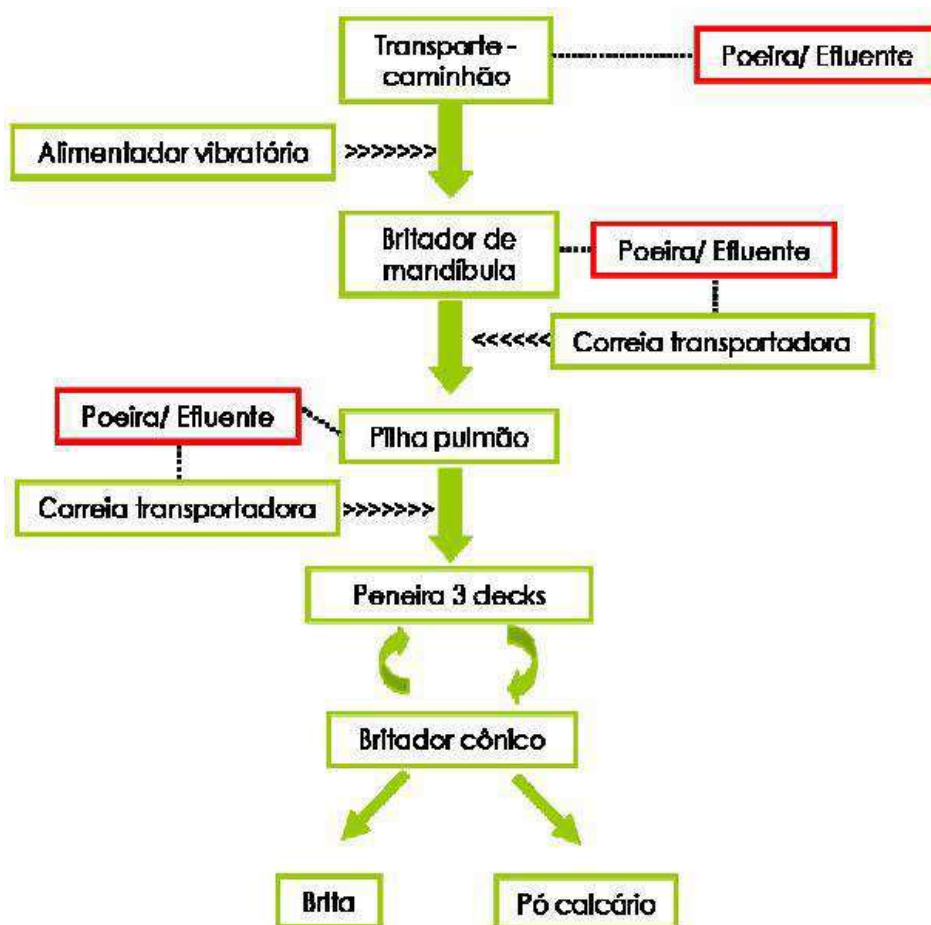 Transporte -
caminhão
Poeira/ Efluente
Alimentador vibratório
>>>>>>>
Britador de
mandíbula
Poeira/ Efluente
<<<<<<
Correia transportadora
Poeira/ Efluente
Pilha pulmão
Correia transportadora
>>>>>>>
Peneira 3 decks
Britador cônico
Brita
Pó calcário